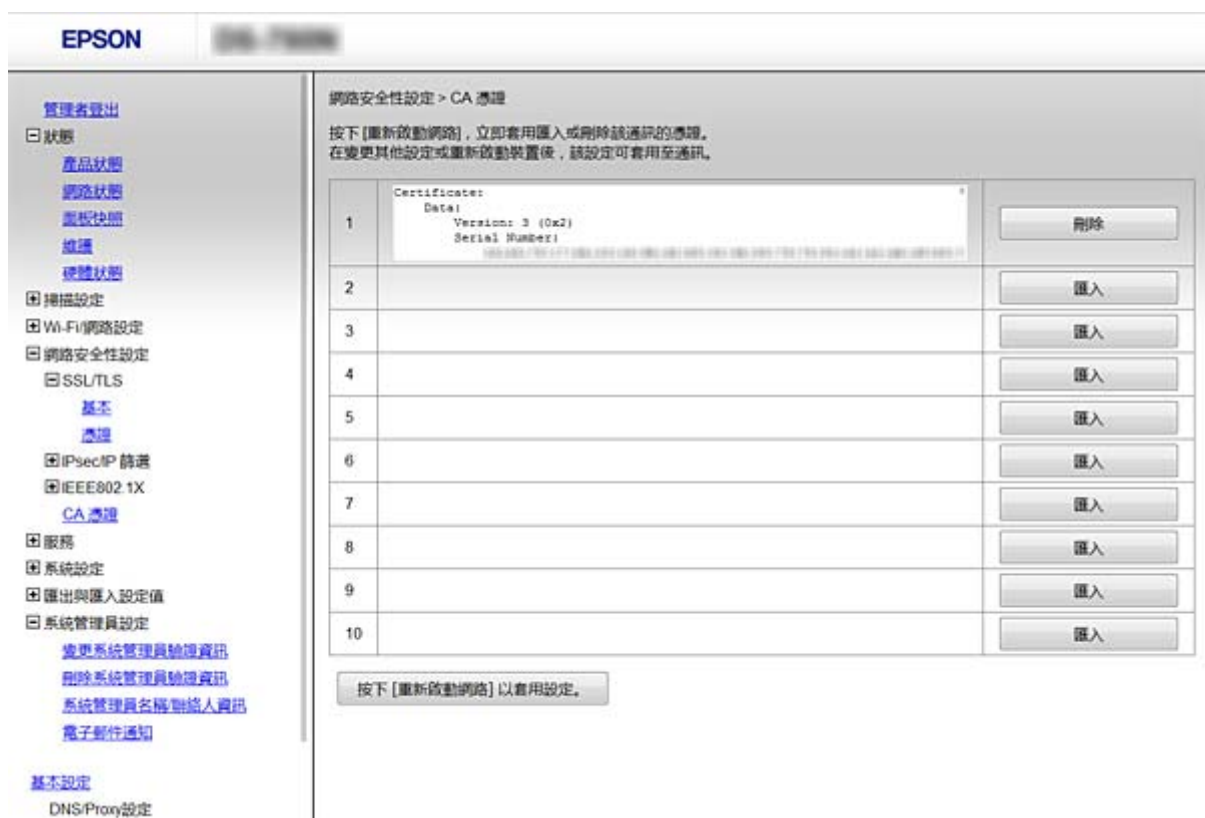 EPSON
管理者登出
狀態
產品狀態
網路狀態
面板快照
維護
硬體狀態
掃描設定
Wi-Fi/網路設定
網路安全性設定
SSL/TLS
基本
憑證
IPsec/IP 篩選
IEEE802.1X
CA 憑證
服務
系統設定
匯出與匯入設定值
系統管理員設定
變更系統管理員驗證資訊
刪除系統管理員驗證資訊
系統管理員名稱/聯絡人資訊
電子郵件通知
基本設定
DNS/Proxy設定
網路安全性設定 > CA 憑證
按下 [重新啟動網路]，立即套用匯入或刪除該通訊的憑證。
在變更其他設定或重新啟動裝置後，該設定可套用至通訊。
Certificate:
Data:
1
Version: 3 (0x2)
Serial Number:
刪除
2 匯入
3 匯入
4 匯入
5 匯入
6 匯入
7 匯入
8 匯入
9 匯入
10 匯入
按下 [重新啟動網路] 以套用設定。